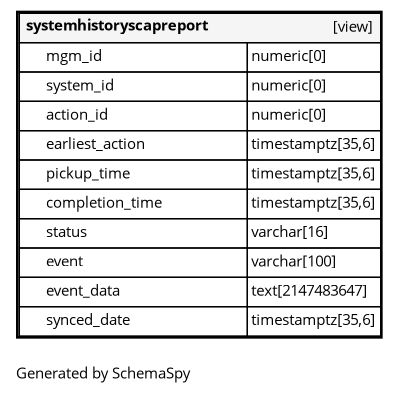 systemhistoryscapreport [view]
mgm_id numeric[0]
system_id numeric[0]
action_id numeric[0]
earliest_action timestamptz[35,6]
pickup_time timestamptz[35,6]
completion_time timestamptz[35,6]
status varchar[16]
event varchar[100]
event_data text[2147483647]
synced_date timestamptz[35,6]
Generated by SchemaSpy